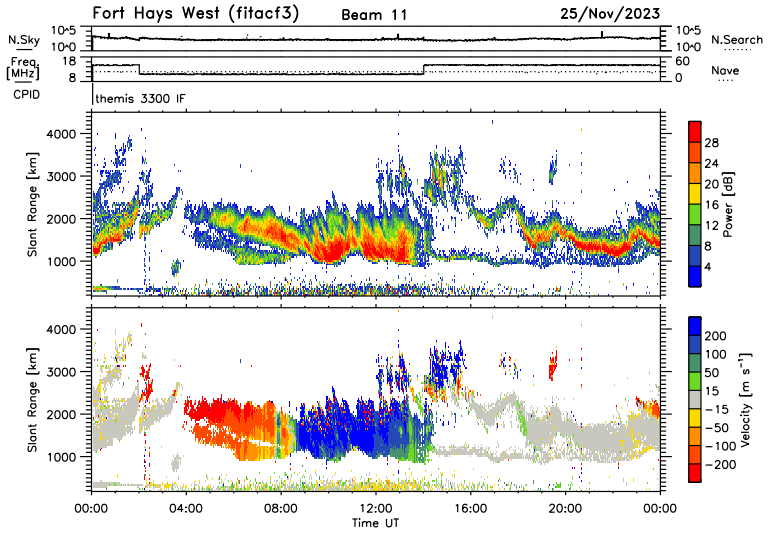 Fort Hays West (fitacf3) Beam 11 25/Nov/2023
N.Sky 10^5 10^0 10^5 10^0 N.Search
Freq. [MHz] 18 8 60 0 Nave
CPID themis 3300 IF
Slant Range [km]
4000
3000
2000
1000
Power [dB]
28
24
20
16
12
8
4
Slant Range [km]
4000
3000
2000
1000
Velocity [m s⁻¹]
200
100
50
15
−15
−50
−100
−200
00:00 04:00 08:00 12:00 16:00 20:00 00:00
Time UT